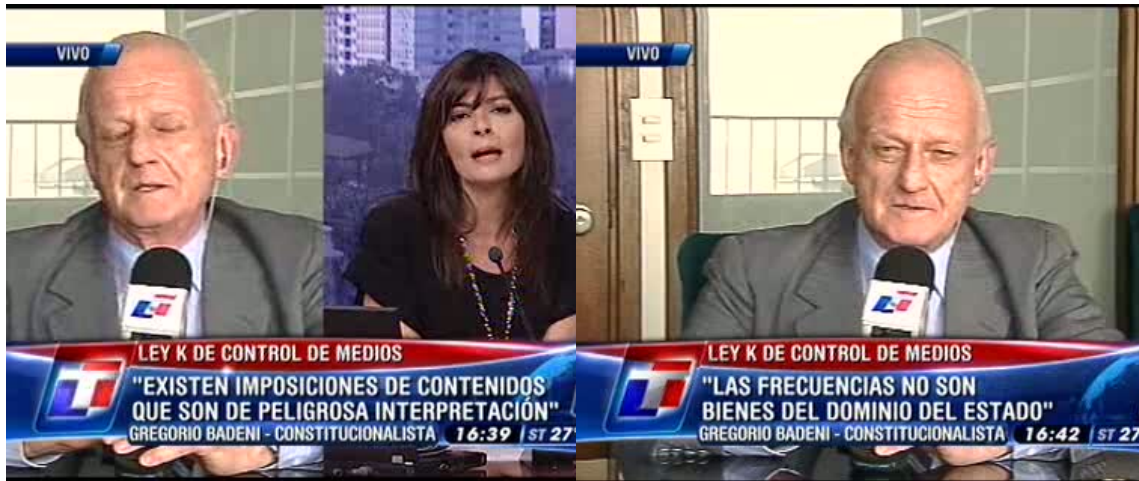 VIVO
LEY K DE CONTROL DE MEDIOS
"EXISTEN IMPOSICIONES DE CONTENIDOS
QUE SON DE PELIGROSA INTERPRETACIÓN"
GREGORIO BADENI - CONSTITUCIONALISTA 16:39 ST 27°
VIVO
LEY K DE CONTROL DE MEDIOS
"LAS FRECUENCIAS NO SON
BIENES DEL DOMINIO DEL ESTADO"
GREGORIO BADENI - CONSTITUCIONALISTA 16:42 ST 27